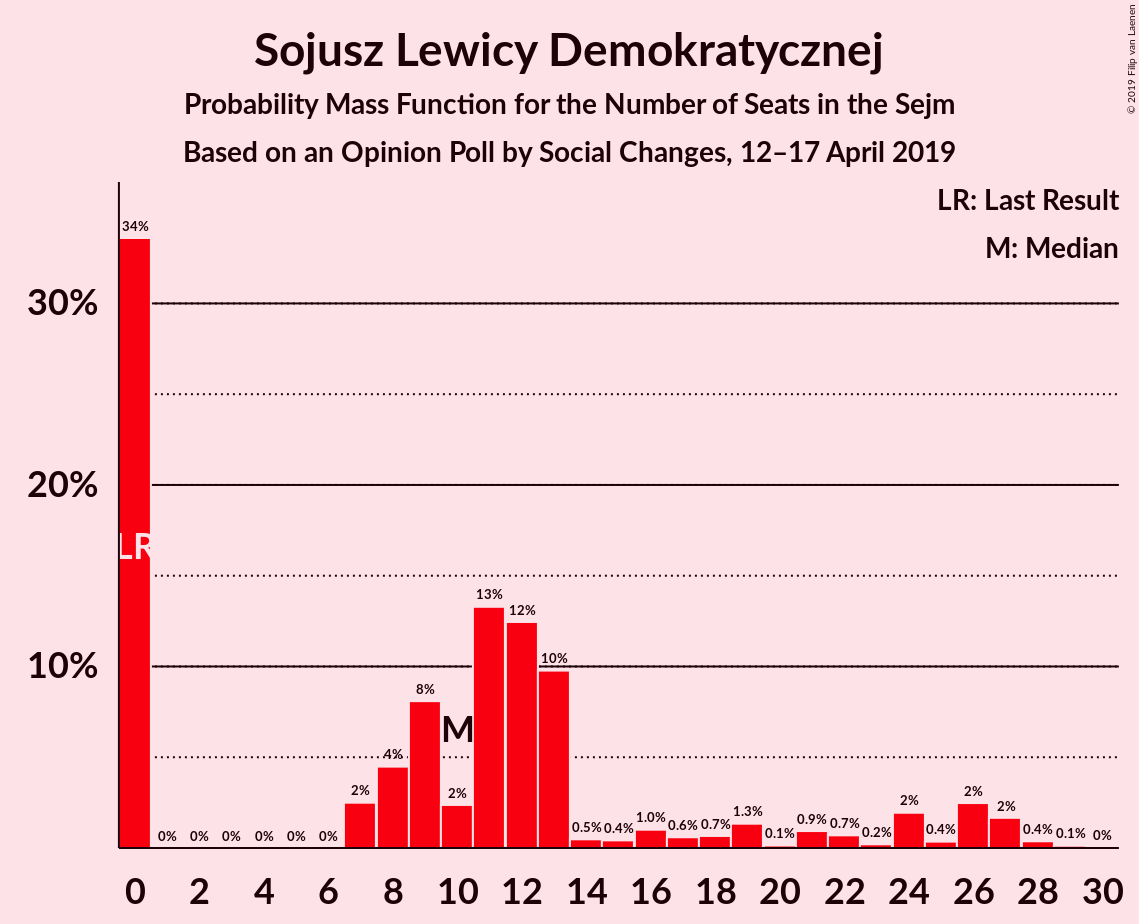 Sojusz Lewicy Demokratycznej
Probability Mass Function for the Number of Seats in the Sejm
Based on an Opinion Poll by Social Changes, 12–17 April 2019
© 2019 Filip van Laenen
LR: Last Result
M: Median
30%
20%
10%
34% 0% 0% 0% 0% 0% 0% 2% 4% 8% 2% 13% 12% 10% 0.5% 0.4% 1.0% 0.6% 0.7% 1.3% 0.1% 0.9% 0.7% 0.2% 2% 0.4% 2% 2% 0.4% 0.1% 0%
LR
M
0 2 4 6 8 10 12 14 16 18 20 22 24 26 28 30